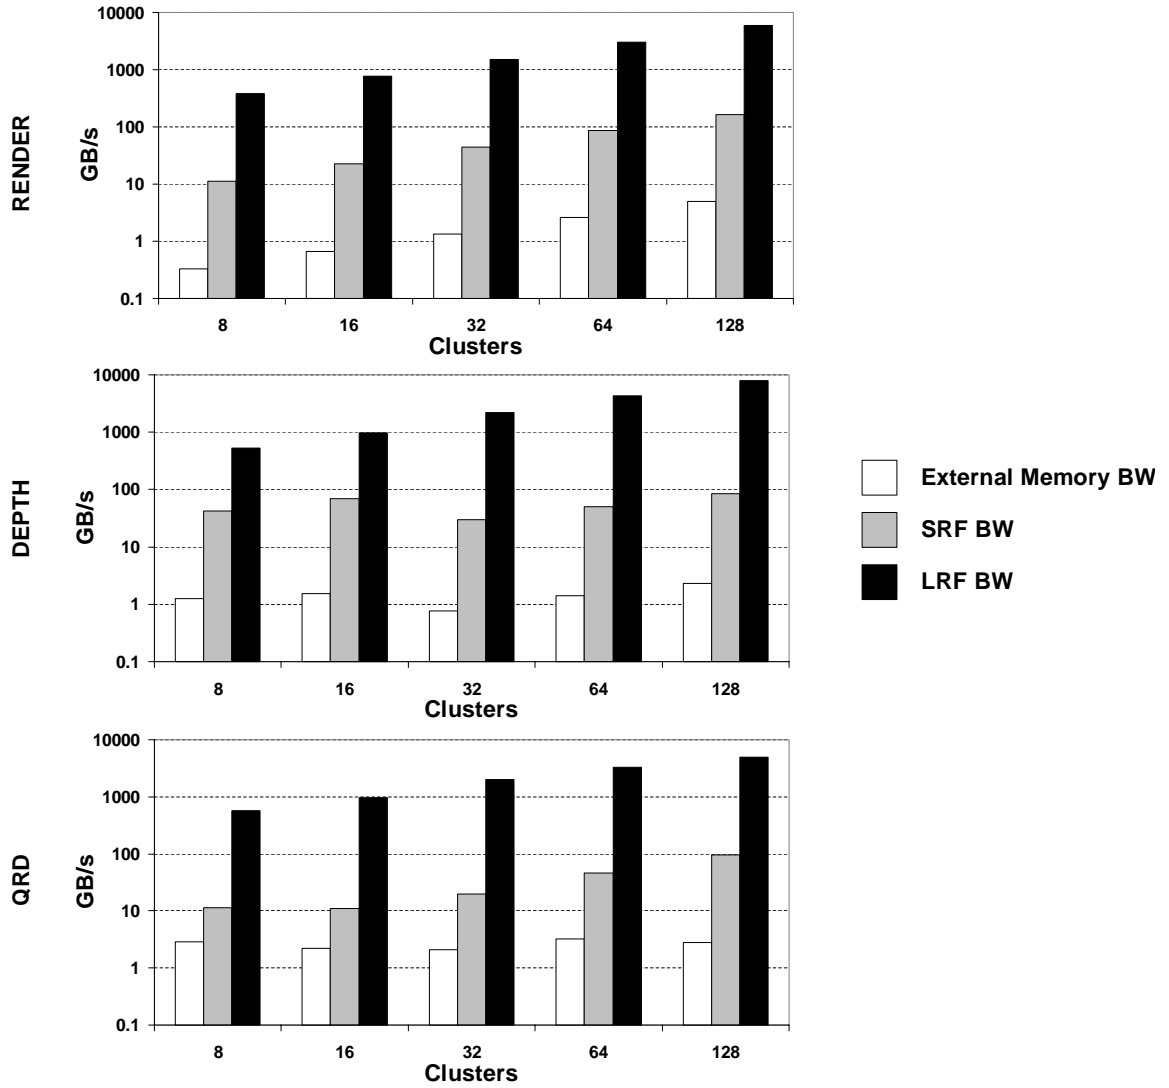 RENDER
GB/s
10000
1000
100
10
1
0.1
8 16 32 64 128
Clusters
DEPTH
GB/s
10000
1000
100
10
1
0.1
8 16 32 64 128
Clusters
External Memory BW
SRF BW
LRF BW
QRD
GB/s
10000
1000
100
10
1
0.1
8 16 32 64 128
Clusters